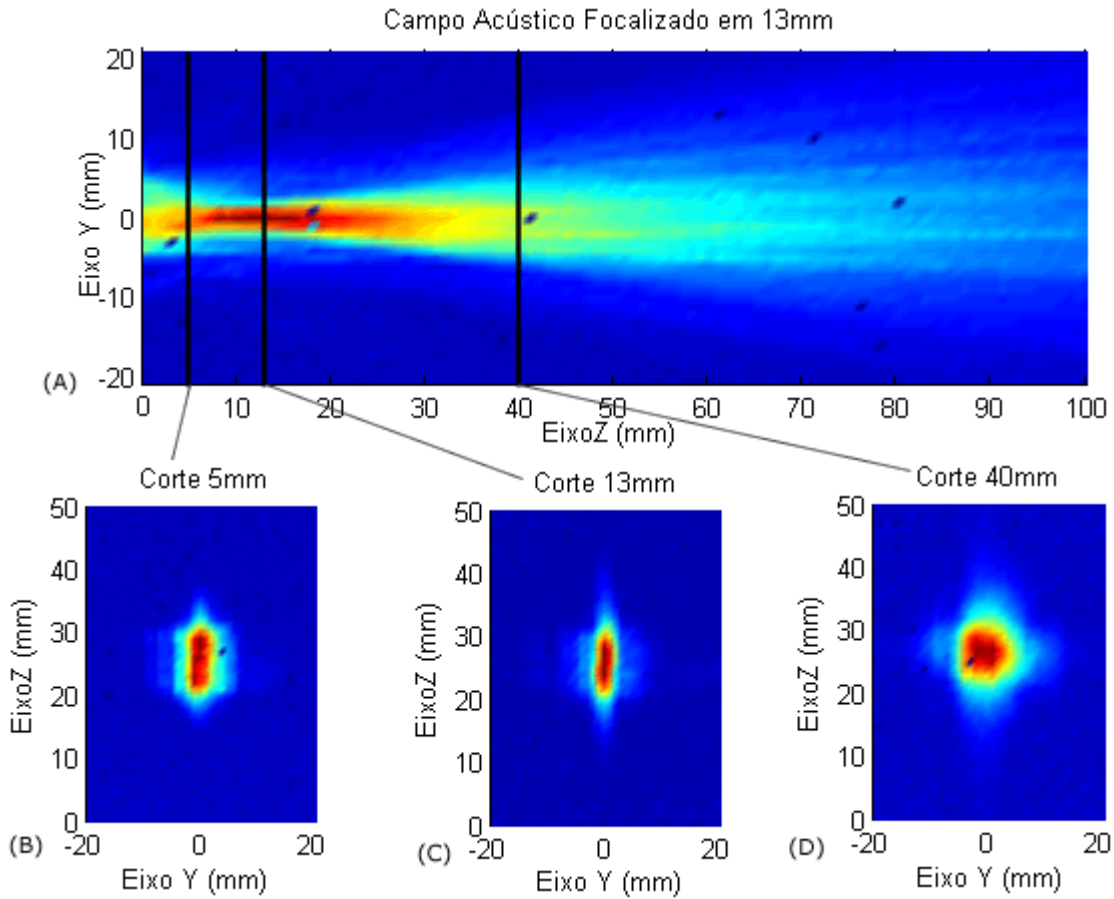 Campo Acústico Focalizado em 13mm
20
10
0
-10
-20
Eixo Y (mm)
(A)
0 10 20 30 40 50 60 70 80 90 100
EixoZ (mm)
Corte 5mm
Corte 13mm
Corte 40mm
50
40
30
20
10
0
EixoZ (mm)
-20 0 20
(B)
Eixo Y (mm)
50
40
30
20
10
0
EixoZ (mm)
-20 0 20
(C)
Eixo Y (mm)
50
40
30
20
10
0
EixoZ (mm)
-20 0 20
(D)
Eixo Y (mm)